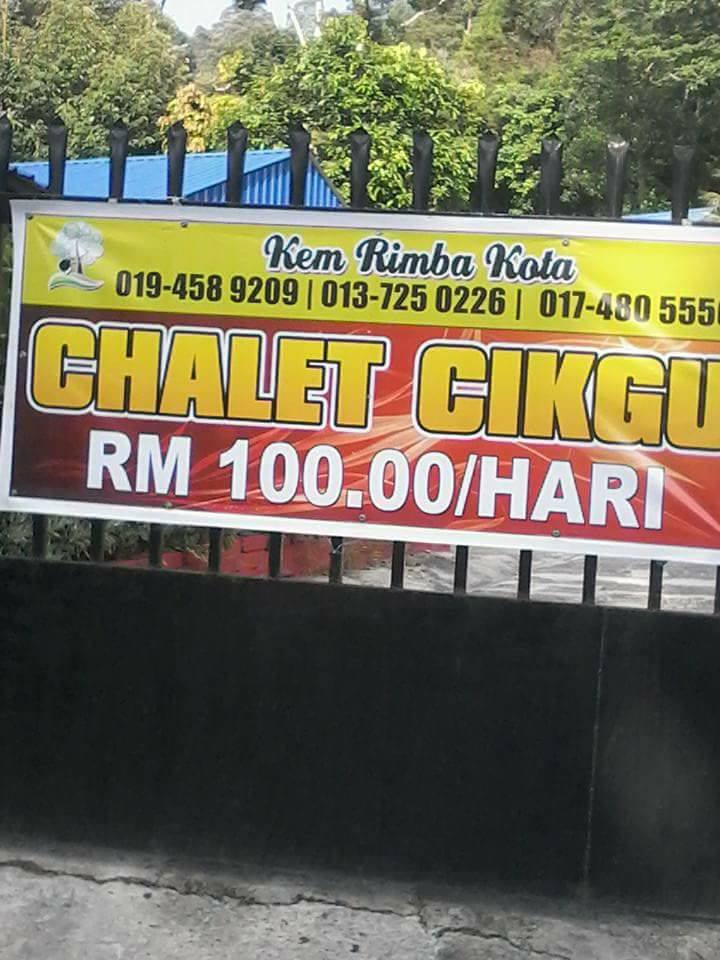 Kem Rimba Kota
019-458 9209 | 013-725 0226 | 017-480 555
CHALET CIKGU
RM 100.00/HARI